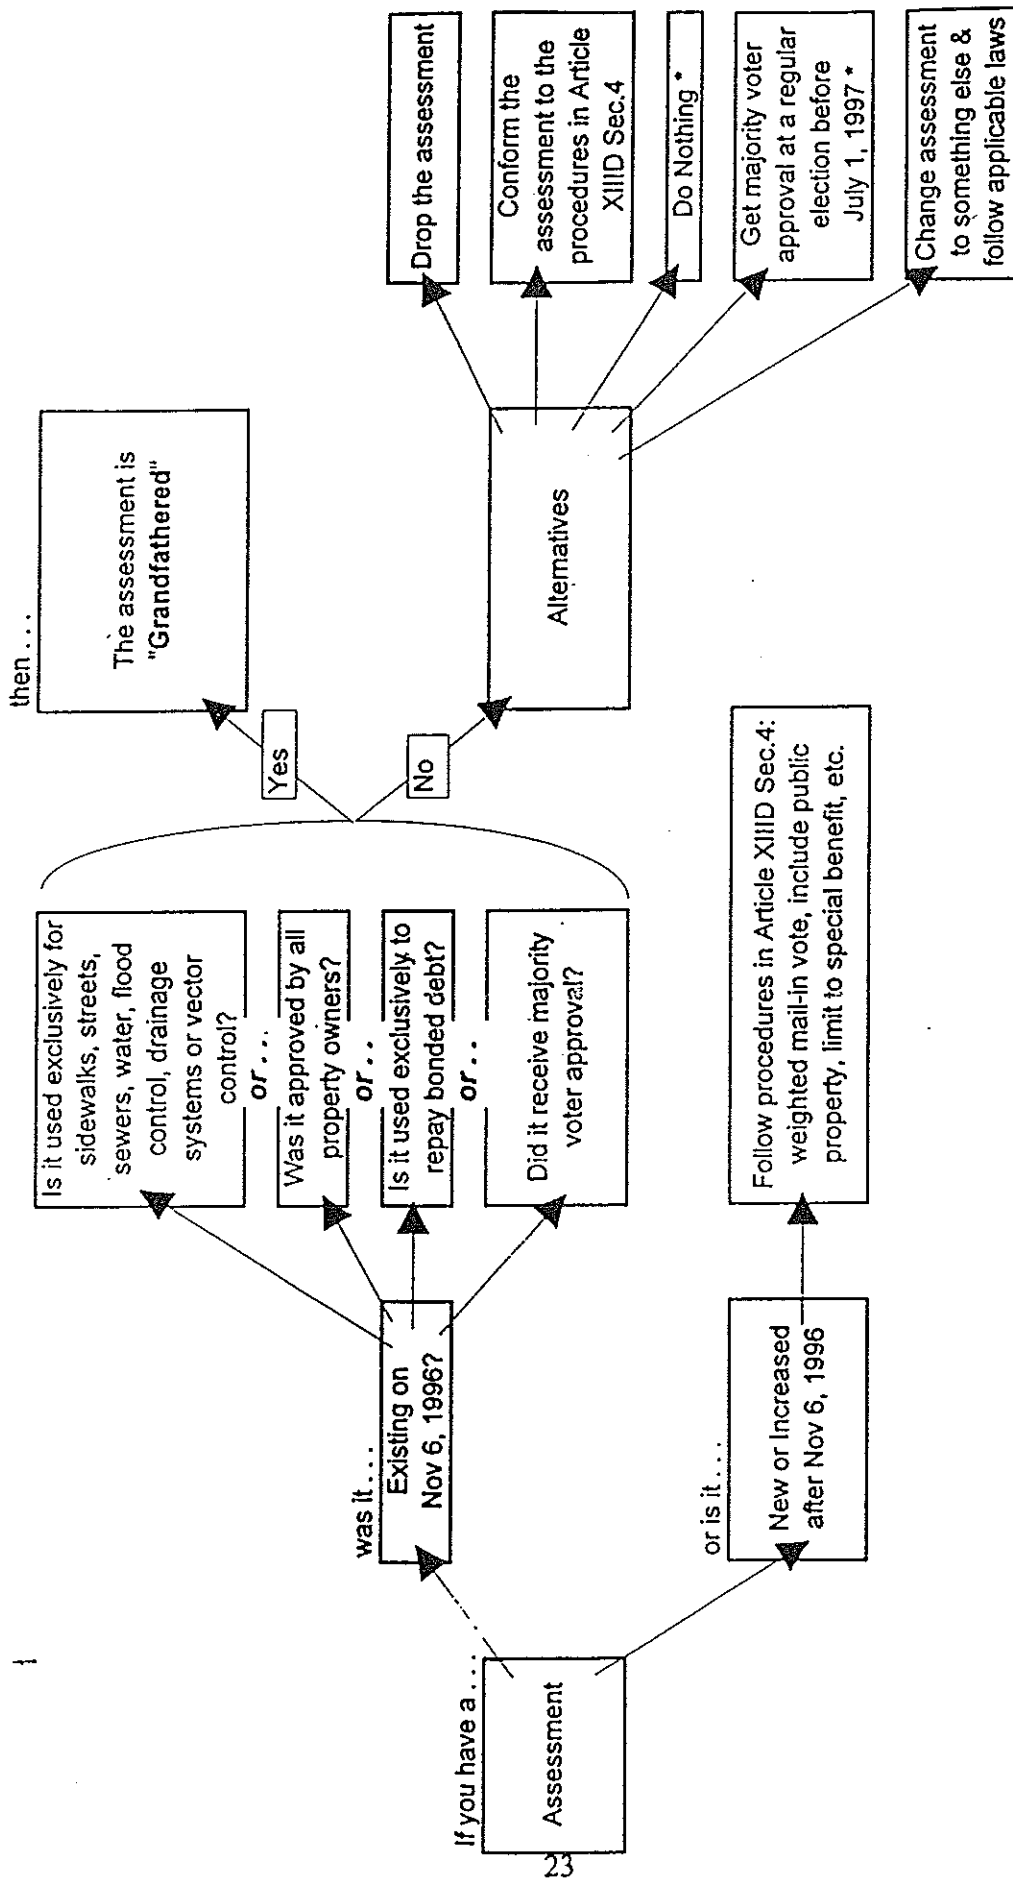 If you have a . . .
Assessment
was it . . .
Existing on
Nov 6, 1996?
or is it . . .
New or Increased
after Nov 6, 1996
Is it used exclusively for
sidewalks, streets,
sewers, water, flood
control, drainage
systems or vector
control?
or . . .
Was it approved by all
property owners?
or . .
Is it used exclusively to
repay bonded debt?
or . .
Did it receive majority
voter approval?
Follow procedures in Article XIIID Sec.4:
weighted mail-in vote, include public
property, limit to special benefit, etc.
Yes
No
then . . . .
The assessment is
"Grandfathered"
Alternatives
Drop the assessment
Conform the
assessment to the
procedures in Article
XIIID Sec.4
Do Nothing *
Get majority voter
approval at a regular
election before
July 1, 1997 *
Change assessment
to something else &
follow applicable laws
23